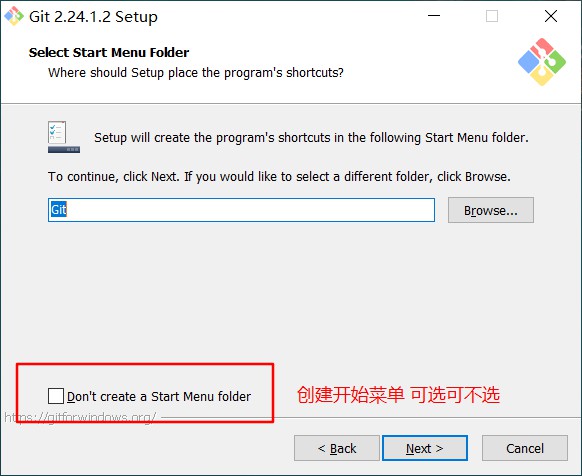 Git 2.24.1.2 Setup
Select Start Menu Folder
Where should Setup place the program's shortcuts?
Setup will create the program's shortcuts in the following Start Menu folder.
To continue, click Next. If you would like to select a different folder, click Browse.
Git
Browse...
Don't create a Start Menu folder
创建开始菜单 可选可不选
https://gitforwindows.org/
< Back
Next >
Cancel